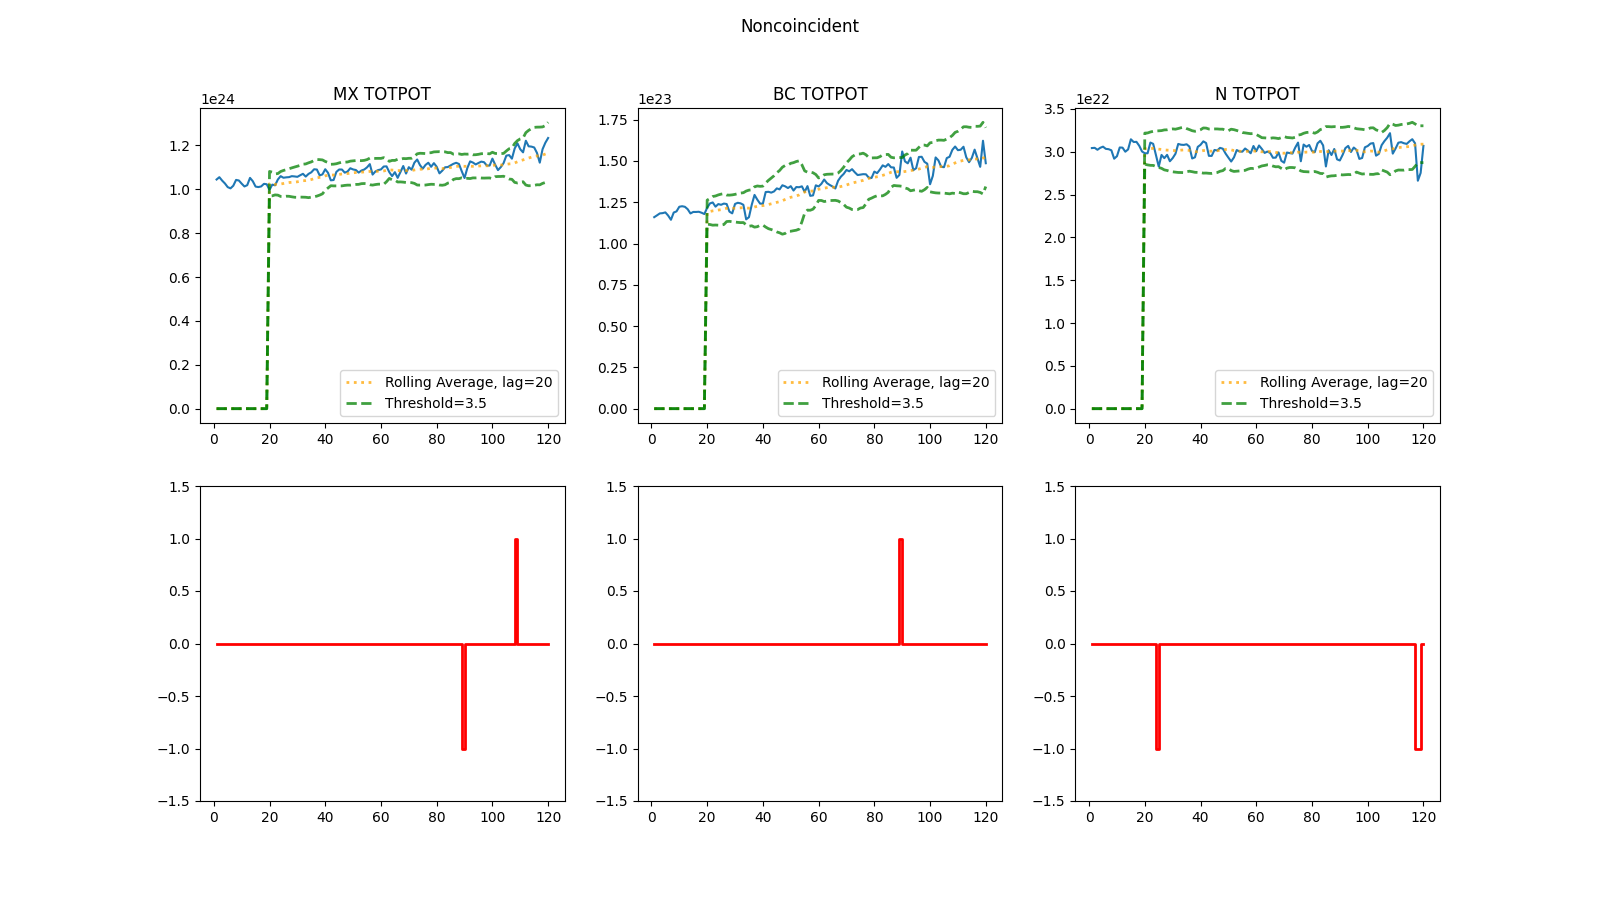 Noncoincident
MX TOTPOT
BC TOTPOT
N TOTPOT
1e24
1e23
1e22
1.2
1.0
0.8
0.6
0.4
0.2
0.0
Rolling Average, lag=20
Threshold=3.5
0 20 40 60 80 100 120
1.75
1.50
1.25
1.00
0.75
0.50
0.25
0.00
Rolling Average, lag=20
Threshold=3.5
0 20 40 60 80 100 120
3.5
3.0
2.5
2.0
1.5
1.0
0.5
0.0
Rolling Average, lag=20
Threshold=3.5
0 20 40 60 80 100 120
1.5
1.0
0.5
0.0
−0.5
−1.0
−1.5
0 20 40 60 80 100 120
1.5
1.0
0.5
0.0
−0.5
−1.0
−1.5
0 20 40 60 80 100 120
1.5
1.0
0.5
0.0
−0.5
−1.0
−1.5
0 20 40 60 80 100 120